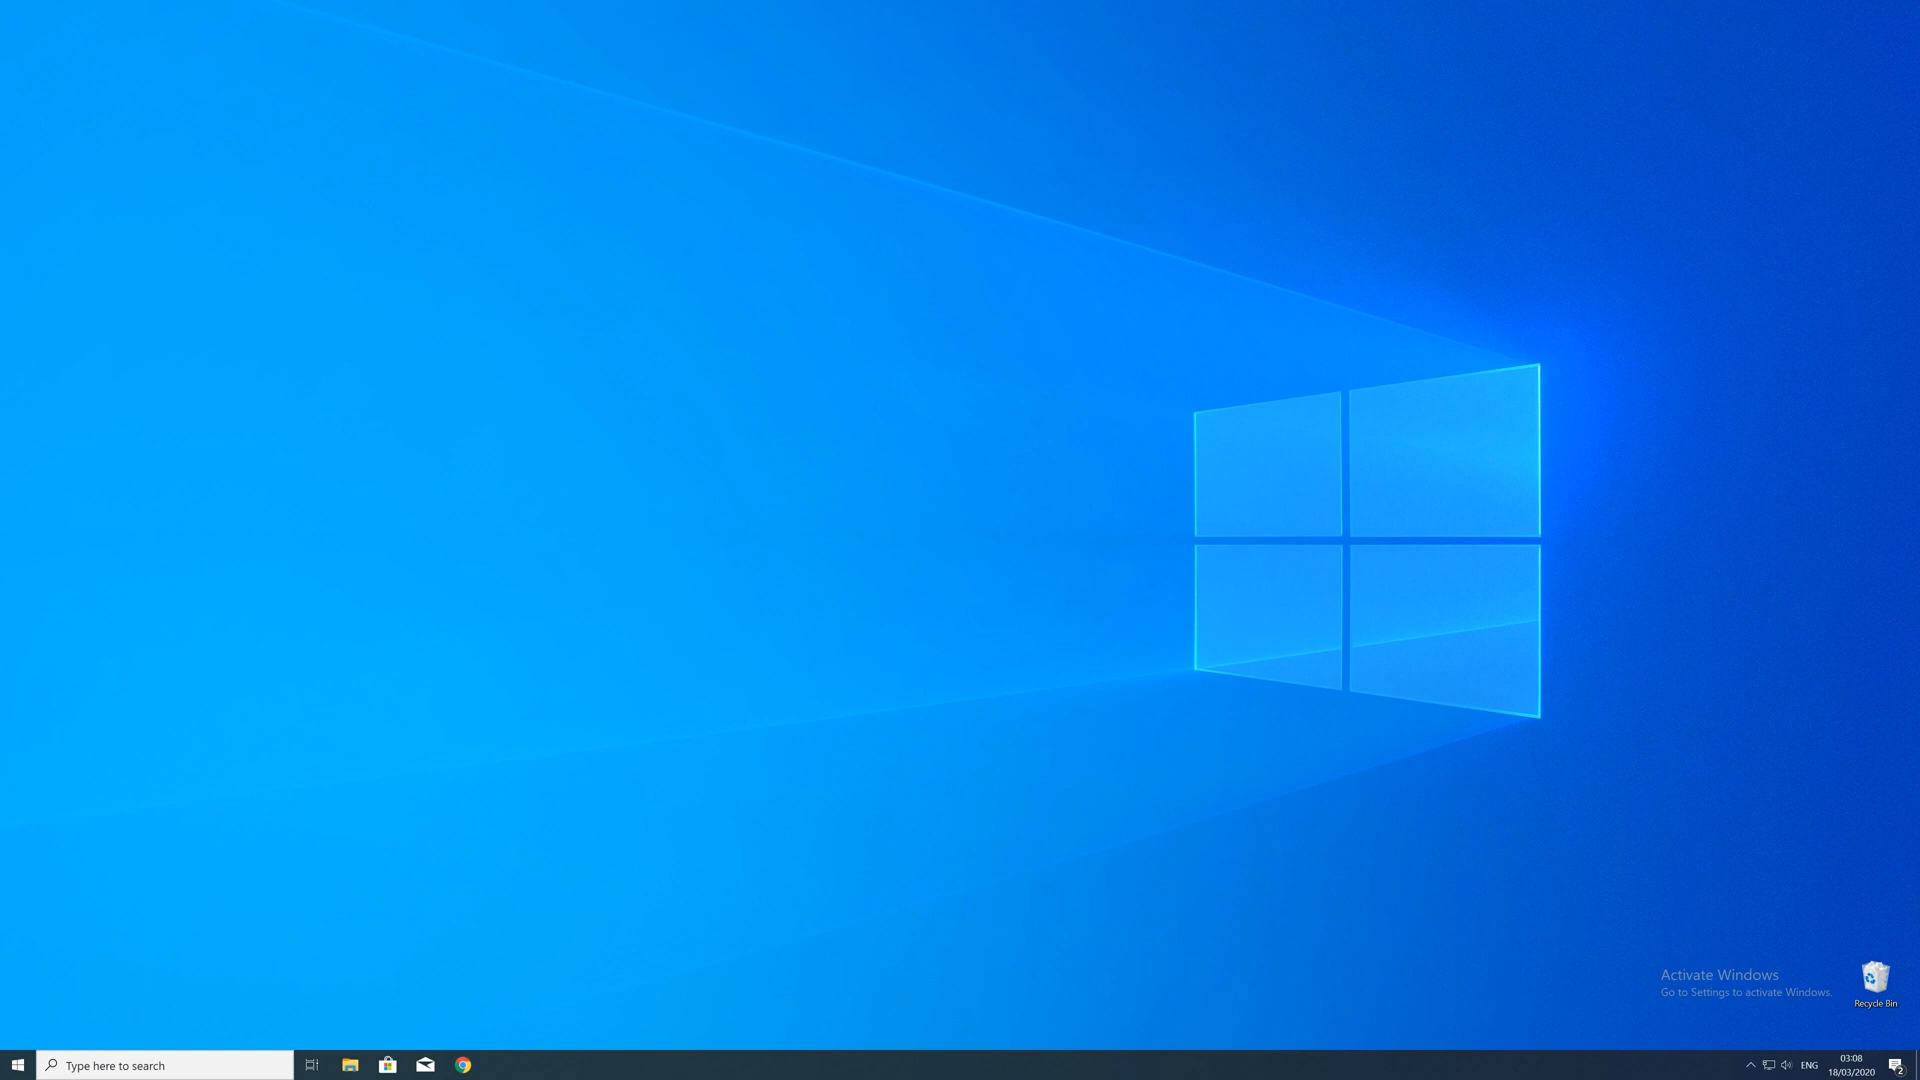 Activate Windows
Go to Settings to activate Windows.
Recycle Bin
Type here to search
ENG
03:08
18/03/2020
2